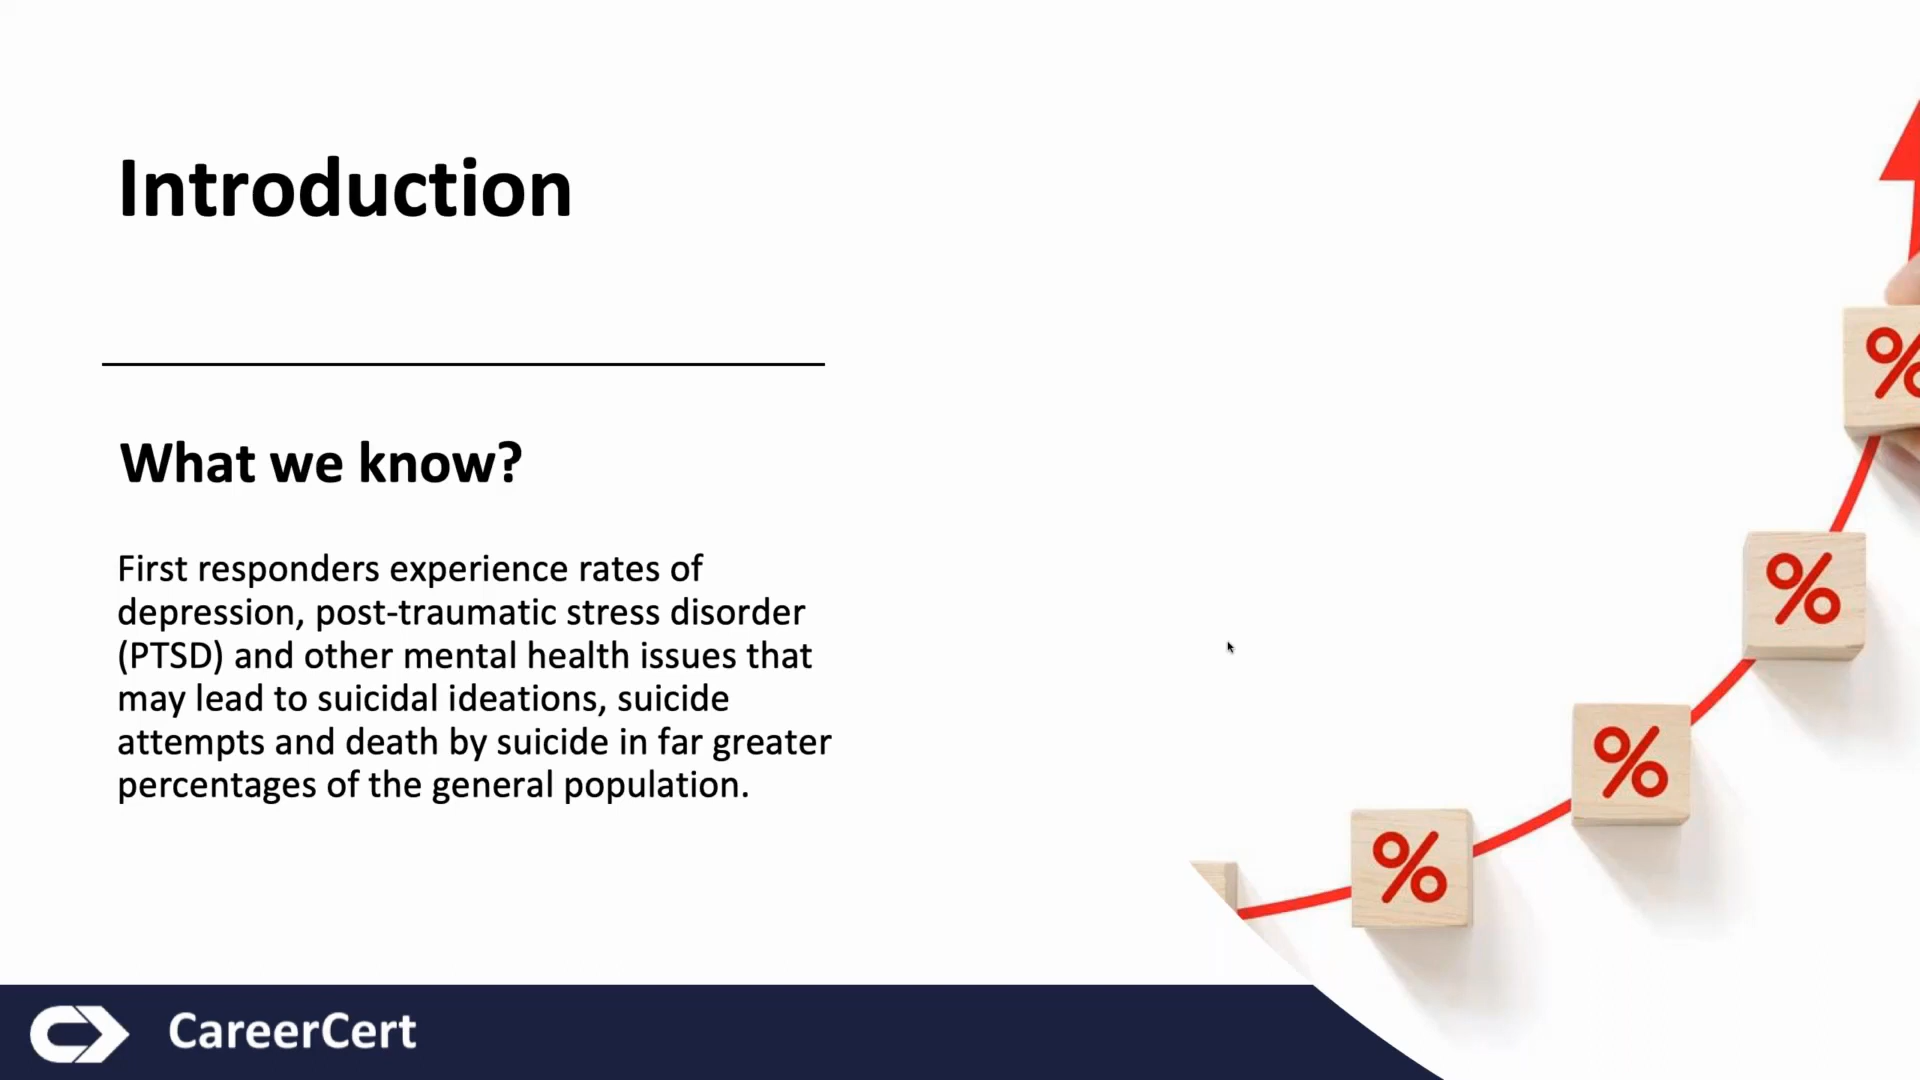 Introduction
What we know?
First responders experience rates of
depression, post-traumatic stress disorder
(PTSD) and other mental health issues that
may lead to suicidal ideations, suicide
attempts and death by suicide in far greater
percentages of the general population.
%
%
%
%
CareerCert